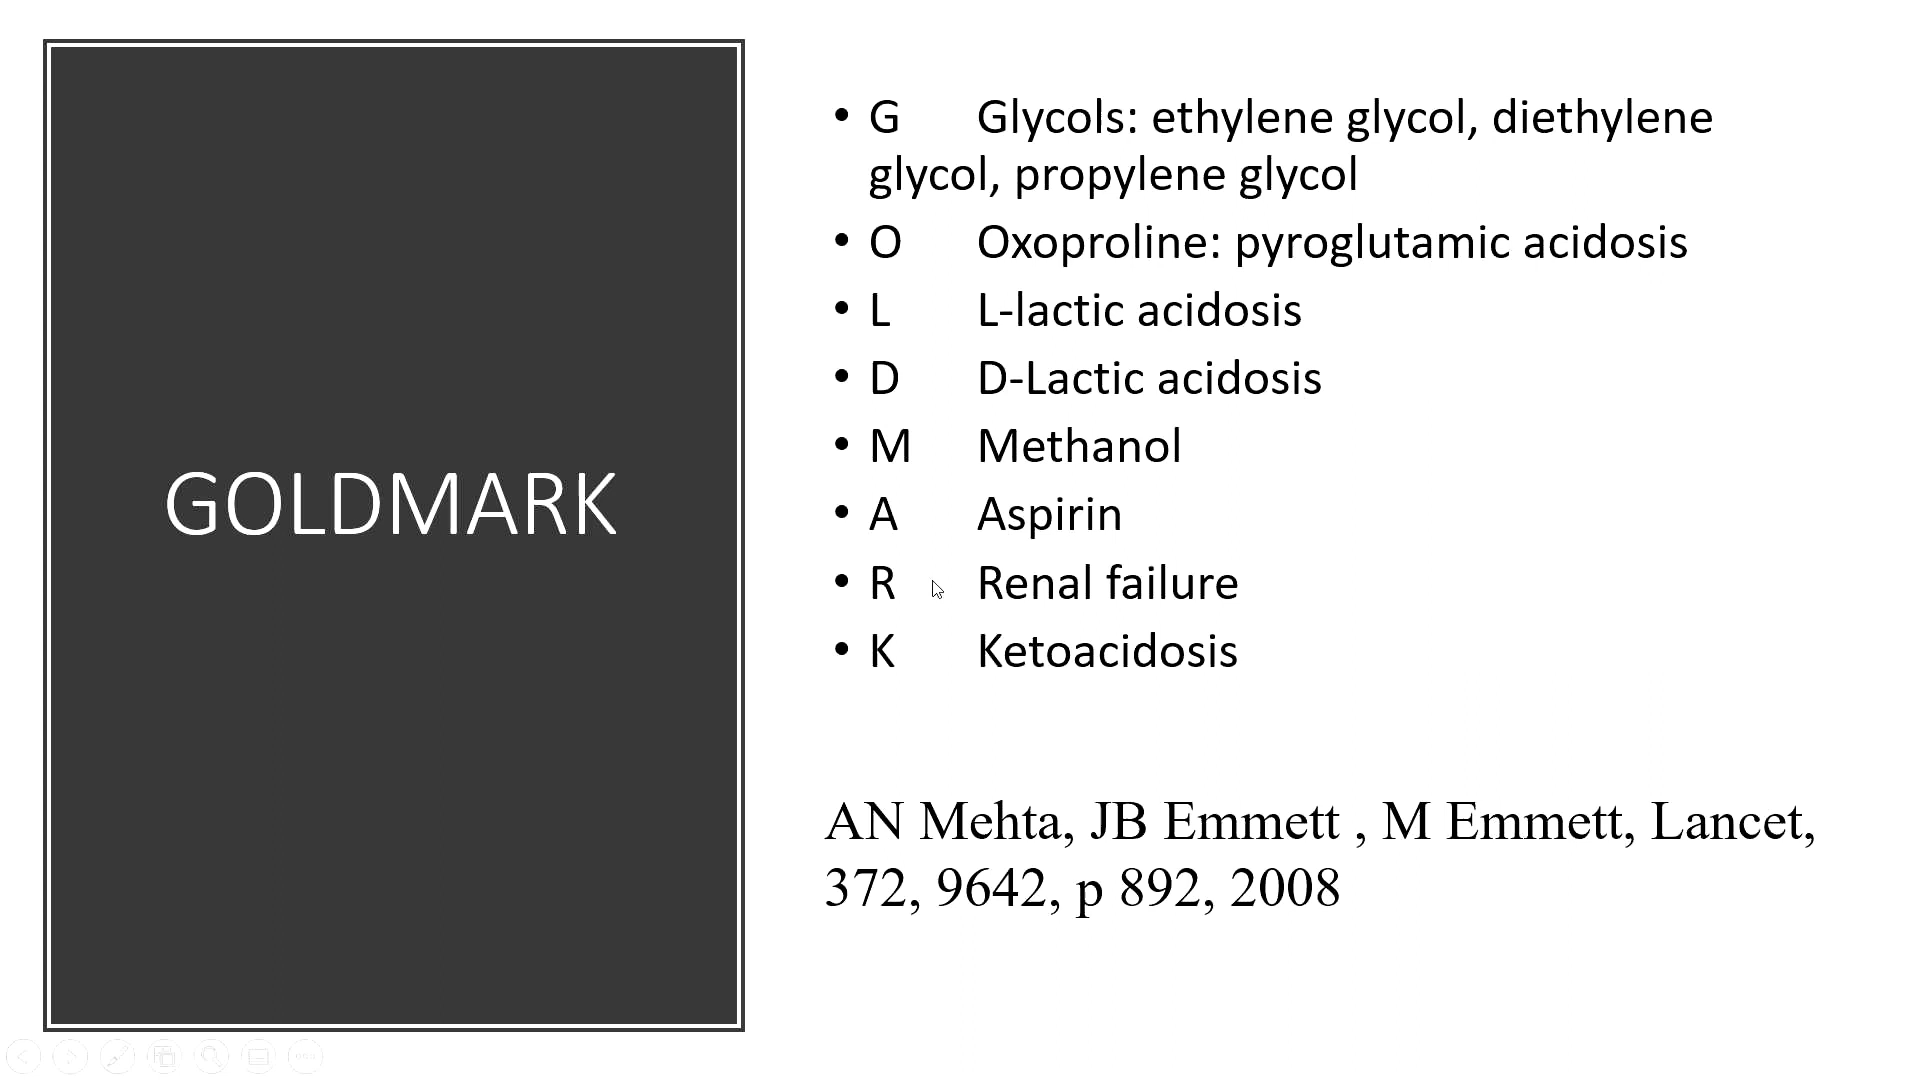 GOLDMARK
• G Glycols: ethylene glycol, diethylene
glycol, propylene glycol
• O Oxoproline: pyroglutamic acidosis
• L L-lactic acidosis
• D D-Lactic acidosis
• M Methanol
• A Aspirin
• R Renal failure
• K Ketoacidosis
AN Mehta, JB Emmett , M Emmett, Lancet,
372, 9642, p 892, 2008